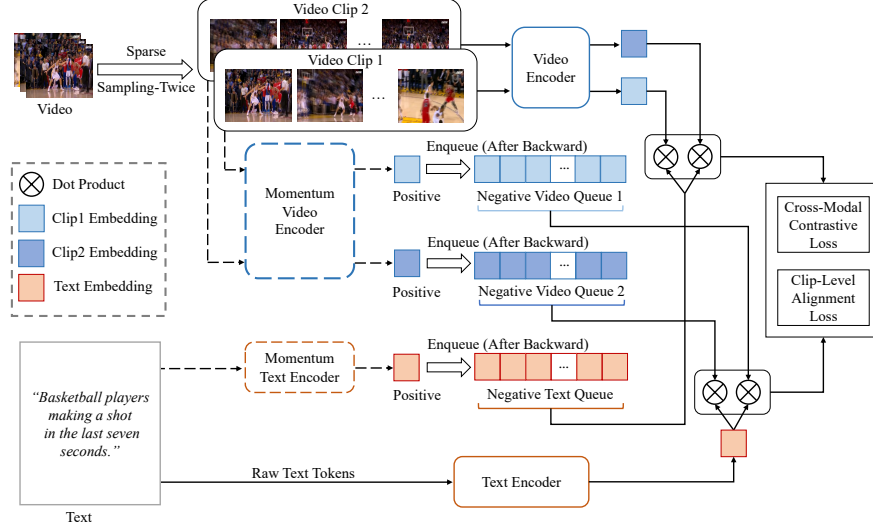 Video Clip 2
...
Video Clip 1
...
Sparse
Sampling-Twice
Video
Video
Encoder
Enqueue (After Backward)
...
Positive
Negative Video Queue 1
Momentum
Video
Encoder
Dot Product
Clip1 Embedding
Clip2 Embedding
Text Embedding
Enqueue (After Backward)
...
Positive
Negative Video Queue 2
Cross-Modal
Contrastive
Loss
Clip-Level
Alignment
Loss
Enqueue (After Backward)
Momentum
Text Encoder
...
Positive
Negative Text Queue
“Basketball players
making a shot
in the last seven
seconds.”
Text
Raw Text Tokens
Text Encoder